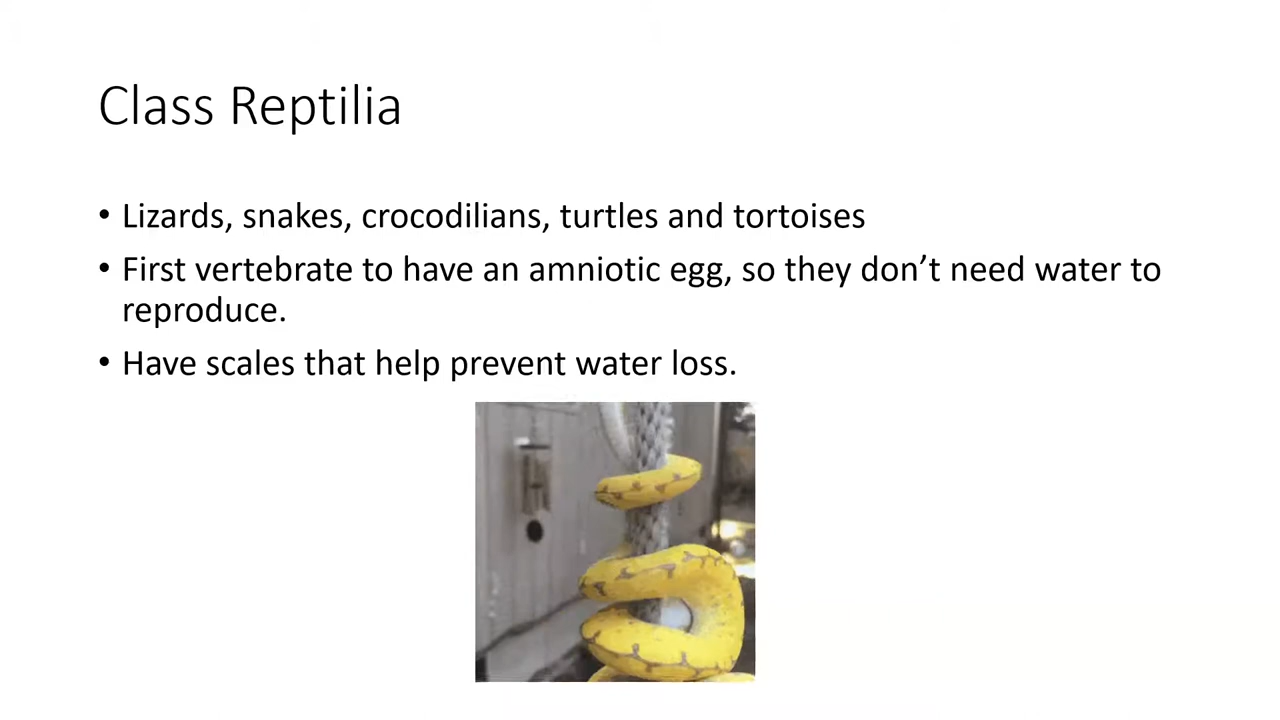 Class Reptilia
• Lizards, snakes, crocodilians, turtles and tortoises
• First vertebrate to have an amniotic egg, so they don’t need water to
reproduce.
• Have scales that help prevent water loss.